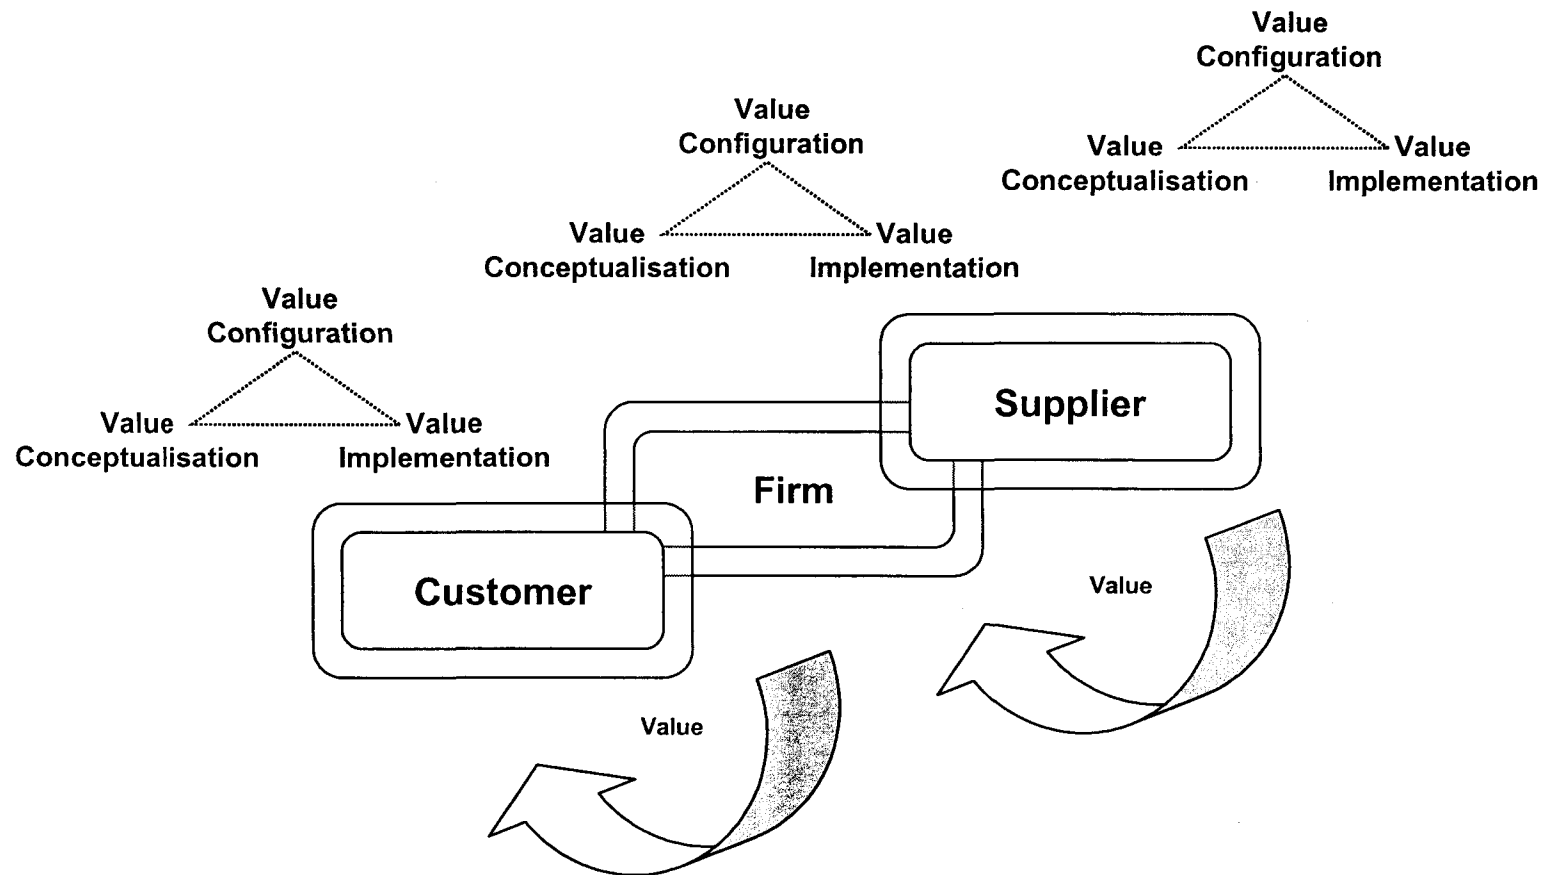 Value
Configuration
Value
Conceptualisation
Value
Implementation
Value
Configuration
Value
Conceptualisation
Value
Implementation
Value
Configuration
Value
Conceptualisation
Value
Implementation
Supplier
Firm
Customer
Value
Value